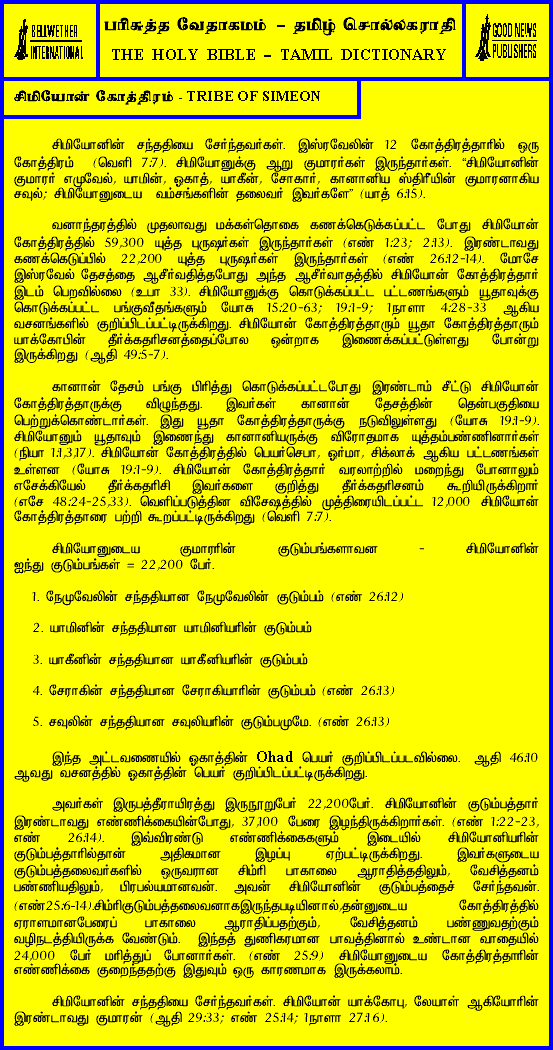 BELLWETHER
INTERNATIONAL
பரிசுத்த வேதாகமம் – தமிழ் சொல்லகராதி
THE HOLY BIBLE – TAMIL DICTIONARY
GOOD NEWS
PUBLISHERS
சிமியோன் கோத்திரம் - TRIBE OF SIMEON
சிமியோனின் சந்ததியை சேர்ந்தவர்கள். இஸ்ரவேலின் 12 கோத்திரத்தாரில் ஒரு
கோத்திரம் (வெளி 7:7). சிமியோனுக்கு ஆறு குமாரர்கள் இருந்தார்கள். “சிமியோனின்
குமாரர் எமுவேல், யாமின், ஓகாத், யாகீன், சோகார், கானானிய ஸ்திரீயின் குமாரனாகிய
சவுல்; சிமியோனுடைய வம்சங்களின் தலைவர் இவர்களே” (யாத் 6:15).
வனாந்தரத்தில் முதலாவது மக்கள்தொகை கணக்கெடுக்கப்பட்ட போது சிமியோன்
கோத்திரத்தில் 59,300 யுத்த புருஷர்கள் இருந்தார்கள் (எண் 1:23; 2:13). இரண்டாவது
கணக்கெடுப்பில் 22,200 யுத்த புருஷர்கள் இருந்தார்கள் (எண் 26:12-14). மோசே
இஸ்ரவேல் தேசத்தை ஆசீர்வதித்தபோது அந்த ஆசீர்வாதத்தில் சிமியோன் கோத்திரத்தார்
இடம் பெறவில்லை (உபா 33). சிமியோனுக்கு கொடுக்கப்பட்ட பட்டணங்களும் யூதாவுக்கு
கொடுக்கப்பட்ட பங்குவீதங்களும் யோசு 15:20-63; 19:1-9; 1நாளா 4:28-33 ஆகிய
வசனங்களில் குறிப்பிடப்பட்டிருக்கிறது. சிமியோன் கோத்திரத்தாரும் யூதா கோத்திரத்தாரும்
யாக்கோபின் தீர்க்கதரிசனத்தைப்போல ஒன்றாக இணைக்கப்பட்டுள்ளது போன்று
இருக்கிறது (ஆதி 49:5-7).
கானான் தேசம் பங்கு பிரித்து கொடுக்கப்பட்டபோது இரண்டாம் சீட்டு சிமியோன்
கோத்திரத்தாருக்கு விழுந்தது. இவர்கள் கானான் தேசத்தின் தென்பகுதியை
பெற்றுக்கொண்டார்கள். இது யூதா கோத்திரத்தாருக்கு நடுவிலுள்ளது (யோசு 19:1-9).
சிமியோனும் யூதாவும் இணைந்து கானானியருக்கு விரோதமாக யுத்தம்பண்ணினார்கள்
(நியா 1:1,3,17). சிமியோன் கோத்திரத்தில் பெயர்செபா, ஓர்மா, சிக்லாக் ஆகிய பட்டணங்கள்
உள்ளன (யோசு 19:1-9). சிமியோன் கோத்திரத்தார் வரலாற்றில் மறைந்து போனாலும்
எசேக்கியேல் தீர்க்கதரிசி இவர்களை குறித்து தீர்க்கதரிசனம் கூறியிருக்கிறார்
(எசே 48:24-25,33). வெளிப்படுத்தின விசேஷத்தில் முத்திரையிடப்பட்ட 12,000 சிமியோன்
கோத்திரத்தாரை பற்றி கூறப்பட்டிருக்கிறது (வெளி 7:7).
சிமியோனுடைய குமாரரின் குடும்பங்களாவன - சிமியோனின்
ஐந்து குடும்பங்கள் = 22,200 பேர்.
1. நேமுவேலின் சந்ததியான நேமுவேலின் குடும்பம் (எண் 26:12)
2. யாமினின் சந்ததியான யாமினியரின் குடும்பம்
3. யாகீனின் சந்ததியான யாகீனியரின் குடும்பம்
4. சேராகின் சந்ததியான சேராகியாரின் குடும்பம் (எண் 26:13)
5. சவுலின் சந்ததியான சவுலியரின் குடும்பமுமே. (எண் 26:13)
இந்த அட்டவணையில் ஓகாத்தின் Ohad பெயர் குறிப்பிடப்படவில்லை. ஆதி 46:10
ஆவது வசனத்தில் ஓகாத்தின் பெயர் குறிப்பிடப்பட்டிருக்கிறது.
அவர்கள் இருபத்தீராயிரத்து இருநூறுபேர் 22,200பேர். சிமியோனின் குடும்பத்தார்
இரண்டாவது எண்ணிக்கையின்போது, 37,100 பேரை இழந்திருக்கிறார்கள். (எண் 1:22-23,
எண் 26:14). இவ்விரண்டு எண்ணிக்கைகளும் இடையில் சிமியோனியரின்
குடும்பத்தாரில்தான் அதிகமான இழப்பு ஏற்பட்டிருக்கிறது. இவர்களுடைய
குடும்பத்தலைவர்களில் ஒருவரான சிம்ரி பாகாலை ஆராதித்ததிலும், வேசித்தனம்
பண்ணியதிலும், பிரபல்யமானவன். அவன் சிமியோனின் குடும்பத்தைச் சேர்ந்தவன்.
(எண்25:6-14).சிம்ரிகுடும்பத்தலைவனாகஇருந்தபடியினால்,தன்னுடைய கோத்திரத்தில்
ஏராளமானபேரைப் பாகாலை ஆராதிப்பதற்கும், வேசித்தனம் பண்ணுவதற்கும்
வழிநடத்தியிருக்க வேண்டும். இந்தத் துணிகரமான பாவத்தினால் உண்டான வாதையில்
24,000 பேர் மரித்துப் போனார்கள். (எண் 25:9) சிமியோனுடைய கோத்திரத்தாரின்
எண்ணிக்கை குறைந்ததற்கு இதுவும் ஒரு காரணமாக இருக்கலாம்.
சிமியோனின் சந்ததியை சேர்ந்தவர்கள். சிமியோன் யாக்கோபு, லேயாள் ஆகியோரின்
இரண்டாவது குமாரன் (ஆதி 29:33; எண் 25:14; 1நாளா 27:16).